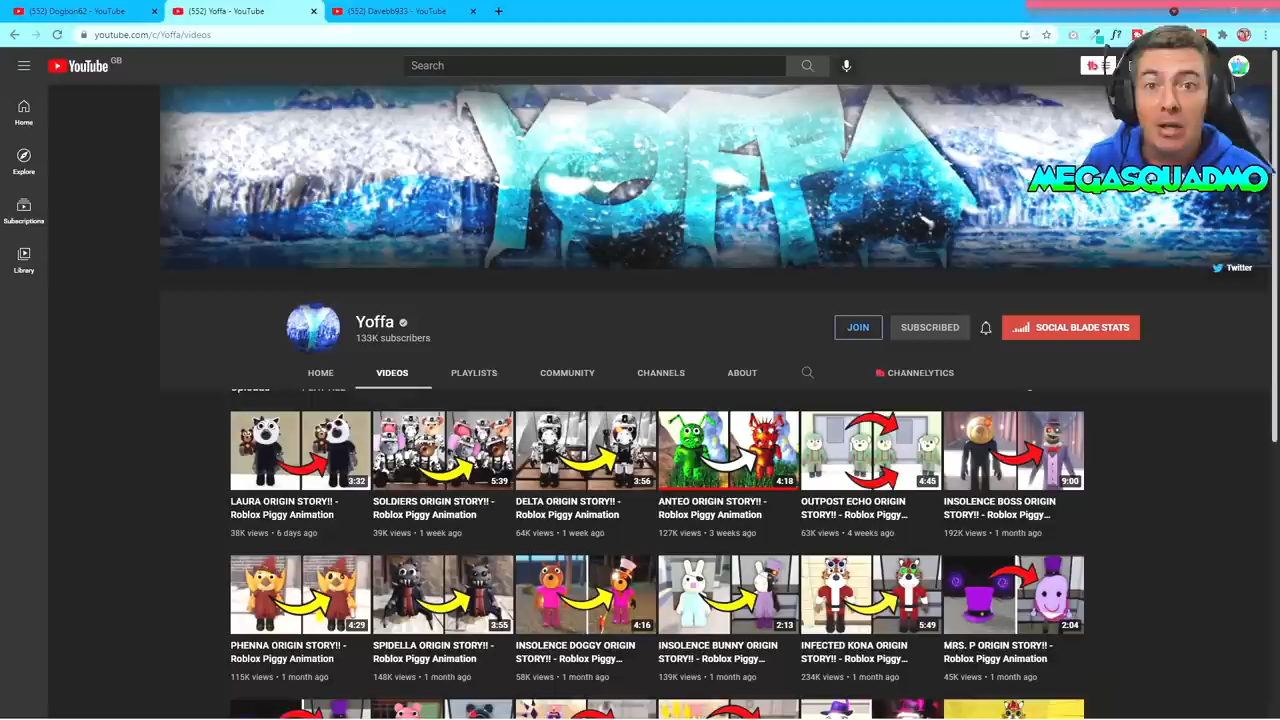 (552) Dogbon62 - YouTube
(552) Yoffa - YouTube
(552) Davebb933 - YouTube
youtube.com/c/Yoffa/videos
f?
YouTube GB
Search
Home
Explore
Subscriptions
Library
YOFFA
MEGASQUADMO
Twitter
Yoffa
133K subscribers
JOIN
SUBSCRIBED
SOCIAL BLADE STATS
HOME
VIDEOS
PLAYLISTS
COMMUNITY
CHANNELS
ABOUT
CHANNELYTICS
3:32
5:39
3:56
4:18
4:45
9:00
LAURA ORIGIN STORY!! -
Roblox Piggy Animation
38K views • 6 days ago
SOLDIERS ORIGIN STORY!! -
Roblox Piggy Animation
39K views • 1 week ago
DELTA ORIGIN STORY!! -
Roblox Piggy Animation
64K views • 1 week ago
ANTEO ORIGIN STORY!! -
Roblox Piggy Animation
127K views • 3 weeks ago
OUTPOST ECHO ORIGIN
STORY!! - Roblox Piggy...
63K views • 4 weeks ago
INSOLENCE BOSS ORIGIN
STORY!! - Roblox Piggy...
192K views • 1 month ago
4:29
3:55
4:16
2:13
5:49
2:04
PHENNA ORIGIN STORY!! -
Roblox Piggy Animation
115K views • 1 month ago
SPIDELLA ORIGIN STORY!! -
Roblox Piggy Animation
148K views • 1 month ago
INSOLENCE DOGGY ORIGIN
STORY!! - Roblox Piggy...
58K views • 1 month ago
INSOLENCE BUNNY ORIGIN
STORY!! - Roblox Piggy...
139K views • 1 month ago
INFECTED KONA ORIGIN
STORY!! - Roblox Piggy...
234K views • 1 month ago
MRS. P ORIGIN STORY!! -
Roblox Piggy Animation
45K views • 1 month ago